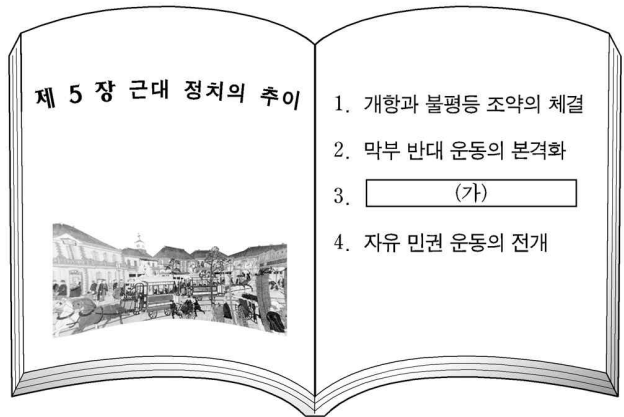 제 5 장 근대 정치의 추이
1. 개항과 불평등 조약의 체결
2. 막부 반대 운동의 본격화
3. (가)
4. 자유 민권 운동의 전개